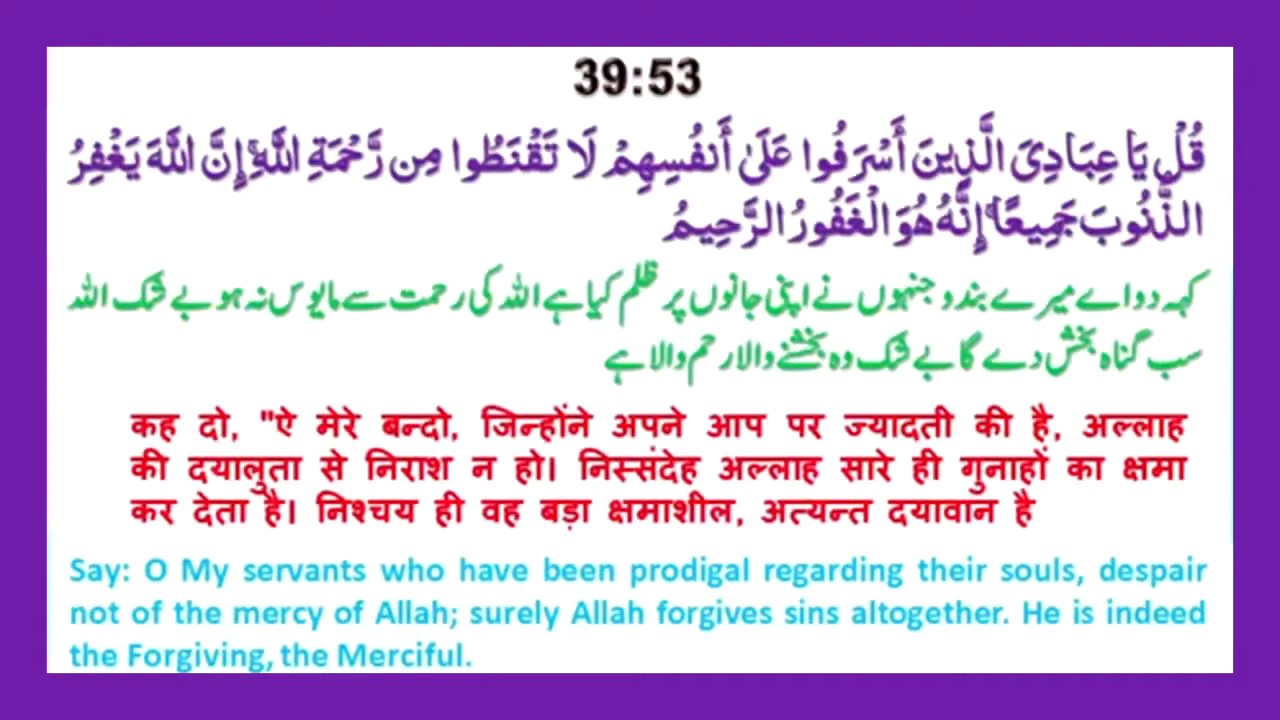 39:53
قُلْ يَا عِبَادِيَ الَّذِينَ أَسْرَفُوا عَلَىٰ أَنفُسِهِمْ لَا تَقْنَطُوا مِن رَّحْمَةِ اللَّهِ ۚ إِنَّ اللَّهَ يَغْفِرُ
الذُّنُوبَ جَمِيعًا ۚ إِنَّهُ هُوَ الْغَفُورُ الرَّحِيمُ
کہہ دو اے میرے بندو جنہوں نے اپنی جانوں پر ظلم کیا ہے اللہ کی رحمت سے مایوس نہ ہو بے شک اللہ
سب گناہ بخش دے گا بے شک وہ بخشنے والا رحم والا ہے
कह दो, "ऐ मेरे बन्दो, जिन्होंने अपने आप पर ज्यादती की है, अल्लाह
की दयालुता से निराश न हो। निस्संदेह अल्लाह सारे ही गुनाहों का क्षमा
कर देता है। निश्चय ही वह बड़ा क्षमाशील, अत्यन्त दयावान है
Say: O My servants who have been prodigal regarding their souls, despair
not of the mercy of Allah; surely Allah forgives sins altogether. He is indeed
the Forgiving, the Merciful.